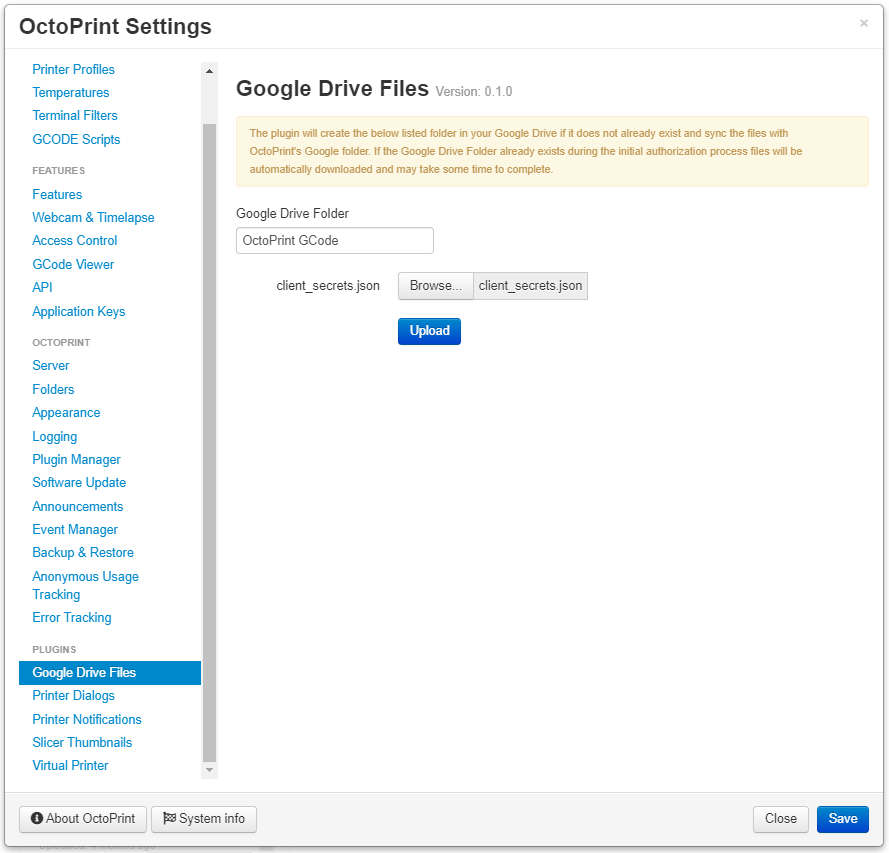 OctoPrint Settings
×
Printer Profiles
Temperatures
Terminal Filters
GCODE Scripts
FEATURES
Features
Webcam & Timelapse
Access Control
GCode Viewer
API
Application Keys
OCTOPRINT
Server
Folders
Appearance
Logging
Plugin Manager
Software Update
Announcements
Event Manager
Backup & Restore
Anonymous Usage
Tracking
Error Tracking
PLUGINS
Google Drive Files
Printer Dialogs
Printer Notifications
Slicer Thumbnails
Virtual Printer
Google Drive Files Version: 0.1.0
The plugin will create the below listed folder in your Google Drive if it does not already exist and sync the files with
OctoPrint's Google folder. If the Google Drive Folder already exists during the initial authorization process files will be
automatically downloaded and may take some time to complete.
Google Drive Folder
OctoPrint GCode
client_secrets.json Browse... client_secrets.json
Upload
About OctoPrint System info Close Save